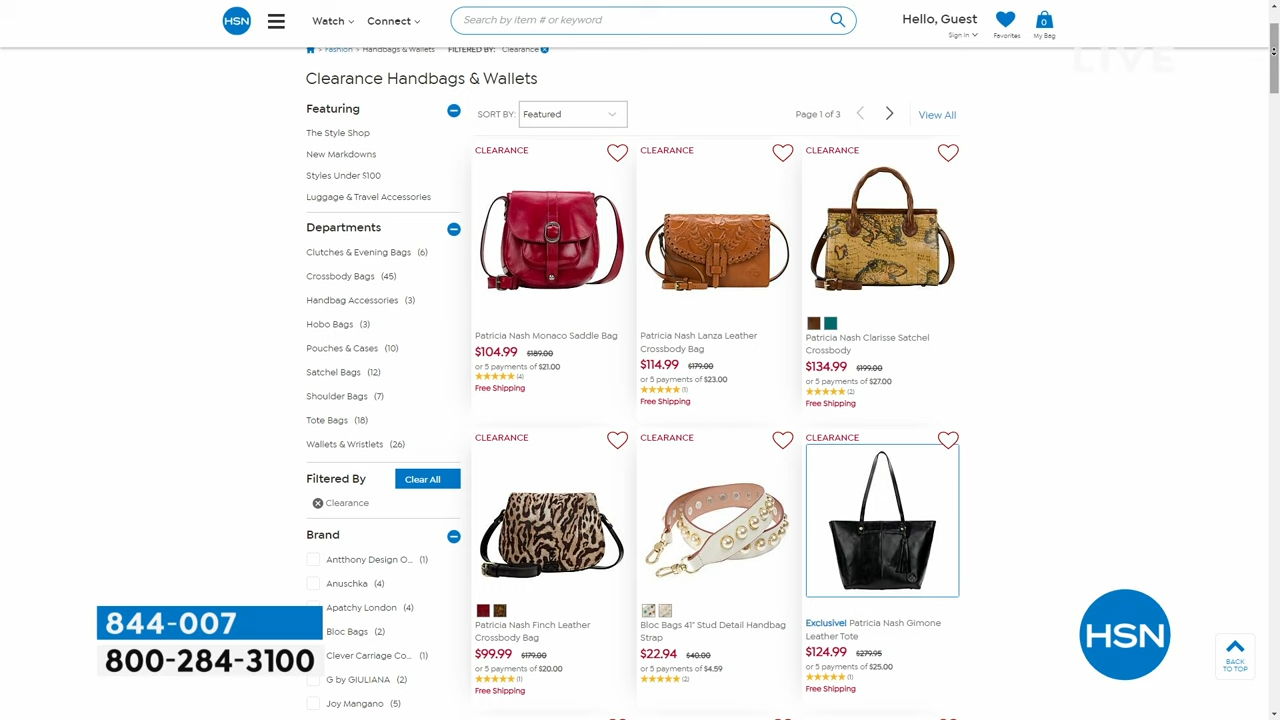 HSN
Watch
Connect
Search by item # or keyword
Hello, Guest
Sign In
Favorites
0
My Bag
Fashion > Handbags & Wallets
FILTERED BY: Clearance
LIVE
Clearance Handbags & Wallets
Featuring
The Style Shop
New Markdowns
Styles Under $100
Luggage & Travel Accessories
Departments
Clutches & Evening Bags (6)
Crossbody Bags (45)
Handbag Accessories (3)
Hobo Bags (3)
Pouches & Cases (10)
Satchel Bags (12)
Shoulder Bags (7)
Tote Bags (18)
Wallets & Wristlets (26)
Filtered By
Clear All
Clearance
Brand
Antthony Design O... (1)
Anuschka (4)
Apatchy London (4)
Bloc Bags (2)
Clever Carriage Co... (1)
G by GIULIANA (2)
Joy Mangano (5)
SORT BY: Featured
Page 1 of 3
View All
CLEARANCE
Patricia Nash Monaco Saddle Bag
$104.99 $189.00
or 5 payments of $21.00
(4)
Free Shipping
CLEARANCE
Patricia Nash Lanza Leather
Crossbody Bag
$114.99 $179.00
or 5 payments of $23.00
(1)
Free Shipping
CLEARANCE
Patricia Nash Clarisse Satchel
Crossbody
$134.99 $199.00
or 5 payments of $27.00
(2)
Free Shipping
CLEARANCE
Patricia Nash Finch Leather
Crossbody Bag
$99.99 $179.00
or 5 payments of $20.00
(1)
Free Shipping
CLEARANCE
Bloc Bags 41" Stud Detail Handbag
Strap
$22.94 $40.00
or 5 payments of $4.59
(2)
CLEARANCE
Exclusive! Patricia Nash Gimone
Leather Tote
$124.99 $279.95
or 5 payments of $25.00
(1)
Free Shipping
844-007
800-284-3100
HSN
BACK
TO TOP